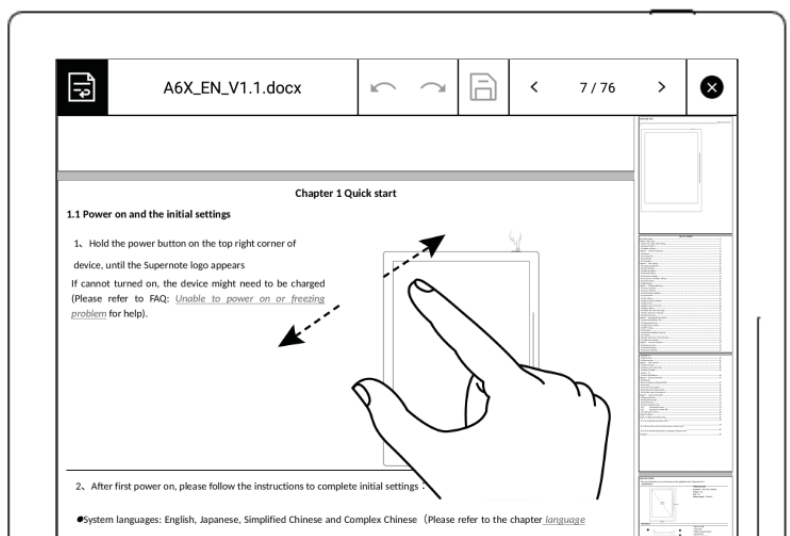 A6X_EN_V1.1.docx
7 / 76
Chapter 1 Quick start
1.1 Power on and the initial settings
1、Hold the power button on the top right corner of
device, until the Supernote logo appears
If cannot turned on, the device might need to be charged
(Please refer to FAQ: Unable to power on or freezing
problem for help).
2、After first power on, please follow the instructions to complete initial settings：
●System languages: English, Japanese, Simplified Chinese and Complex Chinese（Please refer to the chapter language